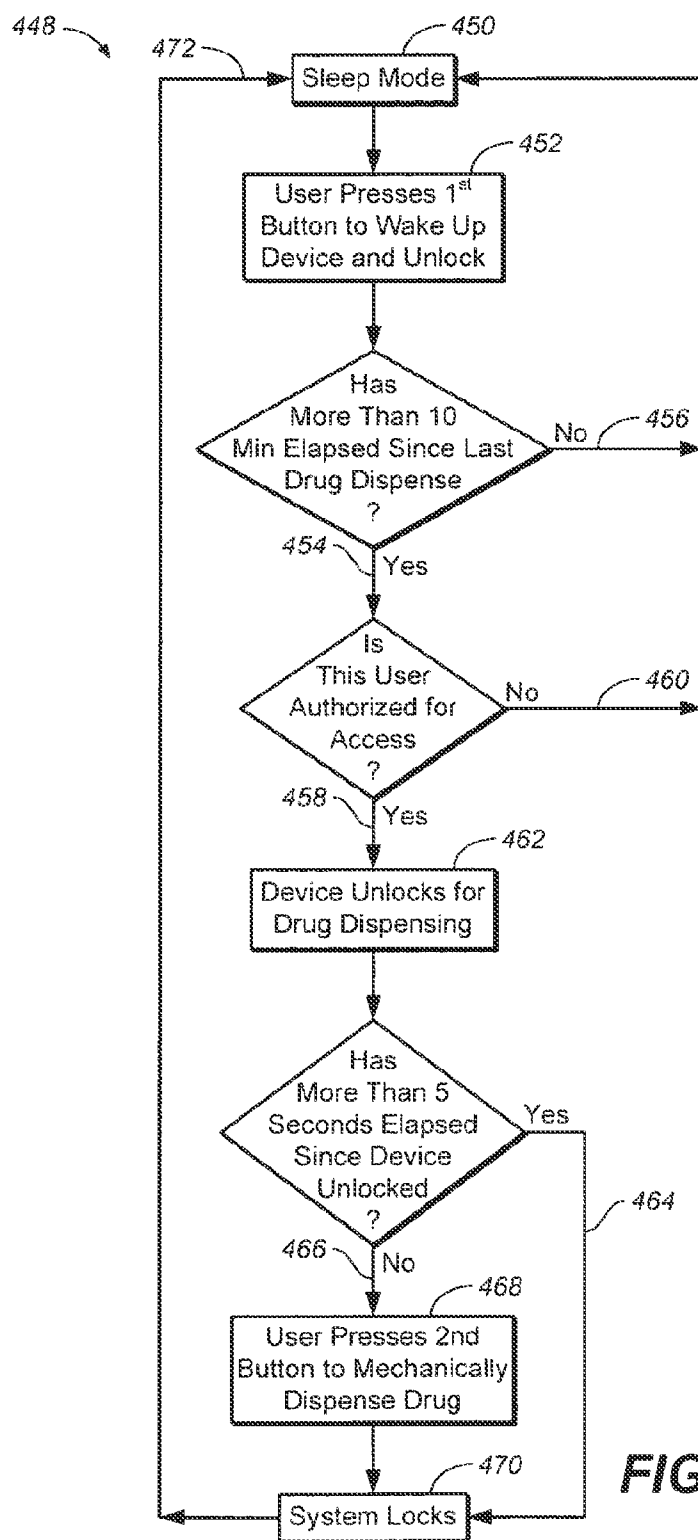 448
472
450
Sleep Mode
452
User Presses 1st
Button to Wake Up
Device and Unlock
Has
More Than 10
Min Elapsed Since Last
Drug Dispense
?
No
456
454
Yes
Is
This User
Authorized for
Access
?
No
460
458
Yes
462
Device Unlocks for
Drug Dispensing
Has
More Than 5
Seconds Elapsed
Since Device
Unlocked
?
Yes
464
466
No
468
User Presses 2nd
Button to Mechanically
Dispense Drug
470
System Locks
FIG